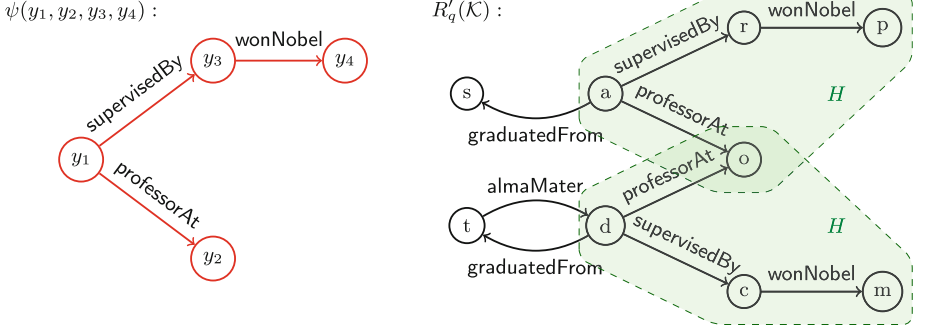 ψ(y₁, y₂, y₃, y₄) :
supervisedBy
y₃
wonNobel
y₄
y₁
professorAt
y₂
R′q(𝒦) :
supervisedBy
r
wonNobel
p
s
a
H
graduatedFrom
professorAt
o
almaMater
professorAt
t
d
H
graduatedFrom
supervisedBy
c
wonNobel
m